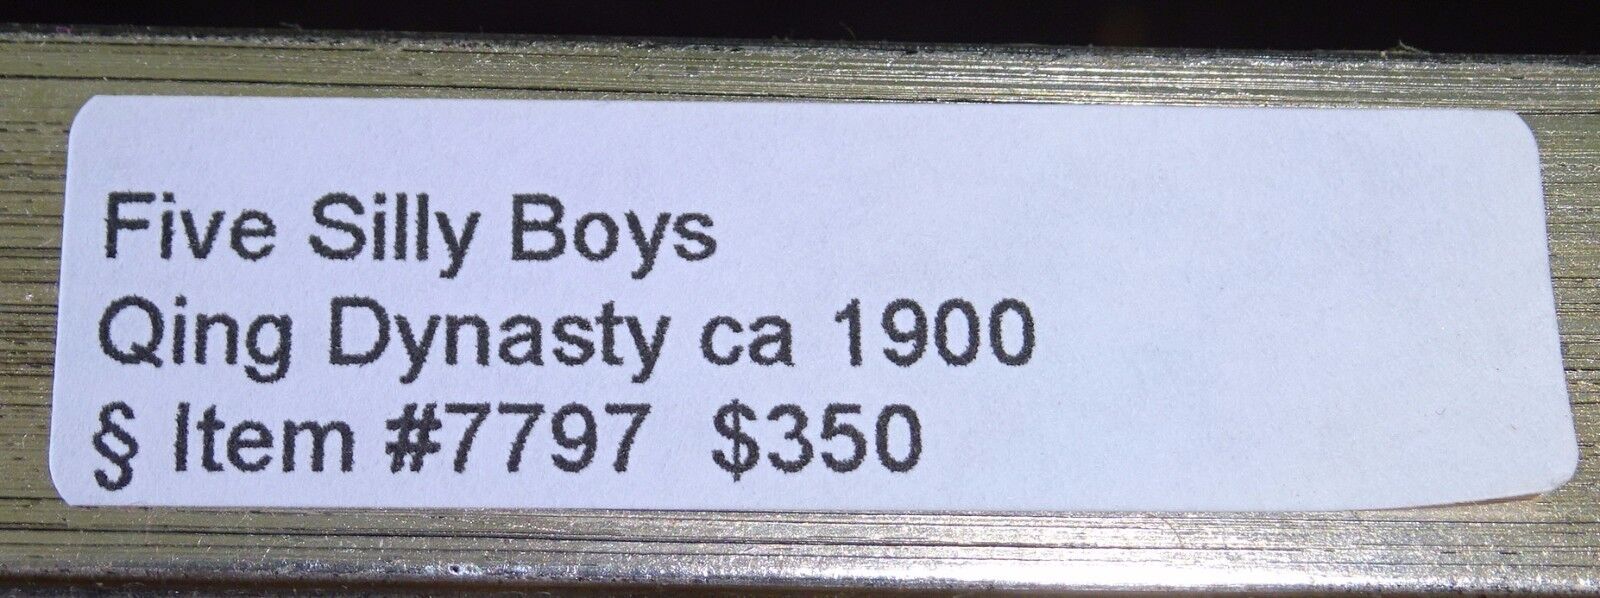 Five Silly Boys
Qing Dynasty ca 1900
§ Item #7797  $350